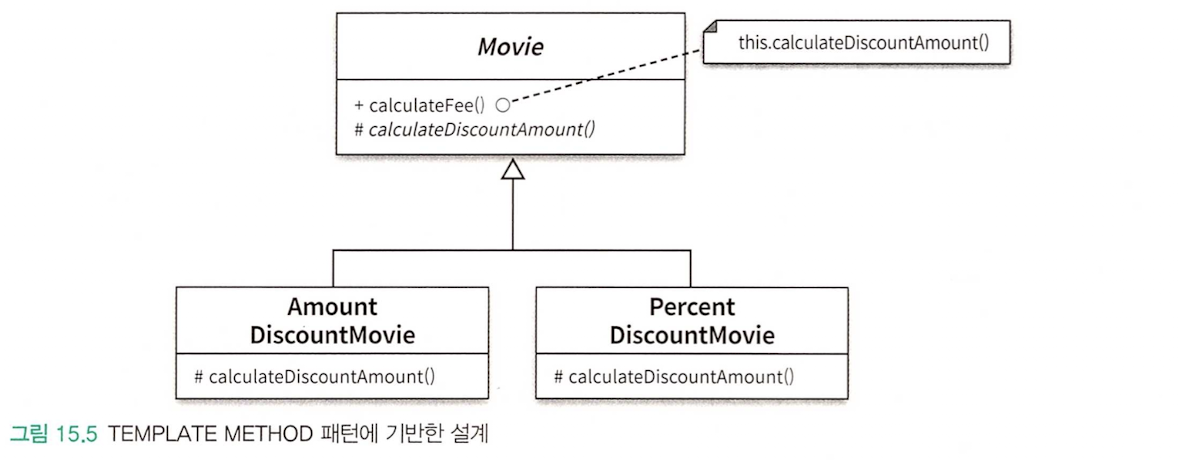 Movie
this.calculateDiscountAmount()
+ calculateFee()
# calculateDiscountAmount()
Amount
DiscountMovie
# calculateDiscountAmount()
Percent
DiscountMovie
# calculateDiscountAmount()
그림 15.5 TEMPLATE METHOD 패턴에 기반한 설계